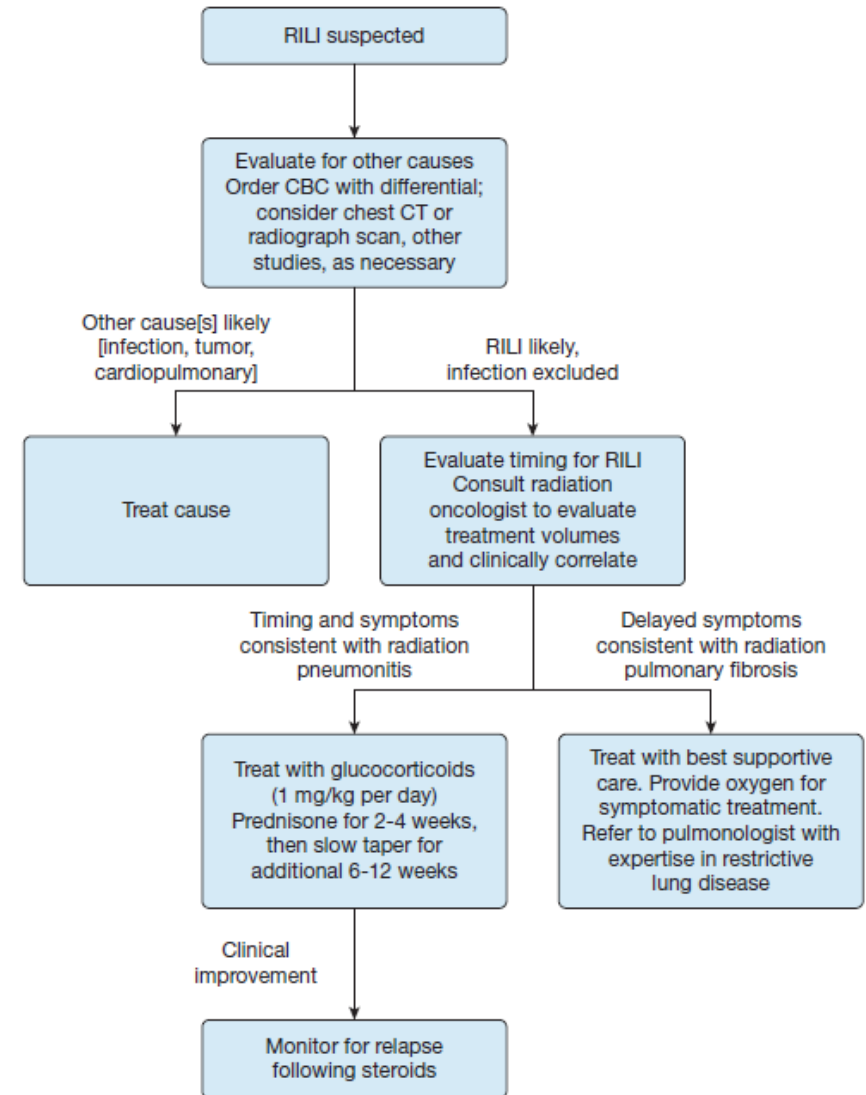 RILI suspected
Evaluate for other causes
Order CBC with differential;
consider chest CT or
radiograph scan, other
studies, as necessary
Other cause[s] likely
[infection, tumor,
cardiopulmonary]
RILI likely,
infection excluded
Treat cause
Evaluate timing for RILI
Consult radiation
oncologist to evaluate
treatment volumes
and clinically correlate
Timing and symptoms
consistent with radiation
pneumonitis
Delayed symptoms
consistent with radiation
pulmonary fibrosis
Treat with glucocorticoids
(1 mg/kg per day)
Prednisone for 2-4 weeks,
then slow taper for
additional 6-12 weeks
Treat with best supportive
care. Provide oxygen for
symptomatic treatment.
Refer to pulmonologist with
expertise in restrictive
lung disease
Clinical
improvement
Monitor for relapse
following steroids